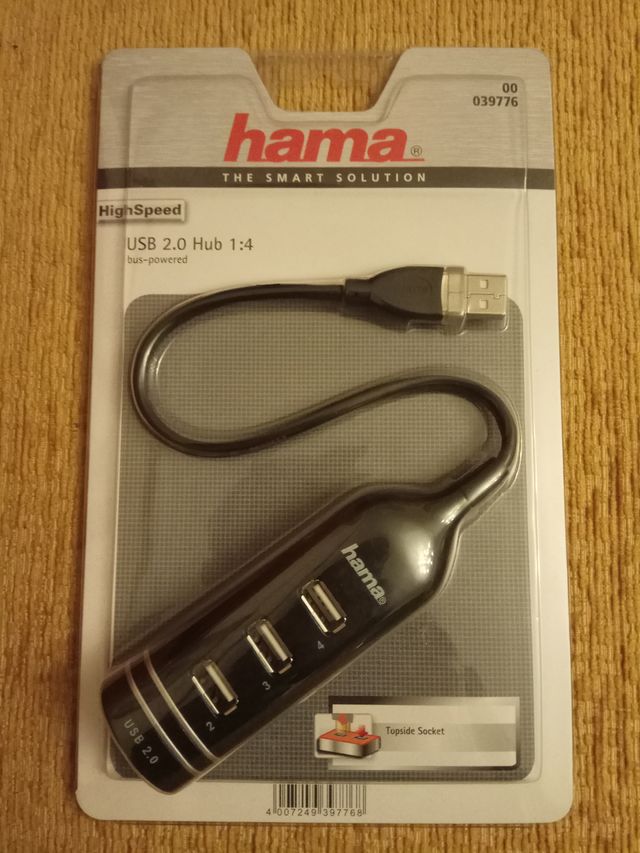 00
039776
hama®
THE SMART SOLUTION
HighSpeed
USB 2.0 Hub 1:4
bus-powered
hama®
4
3
2
USB 2.0
Topside Socket
4 007249 397768